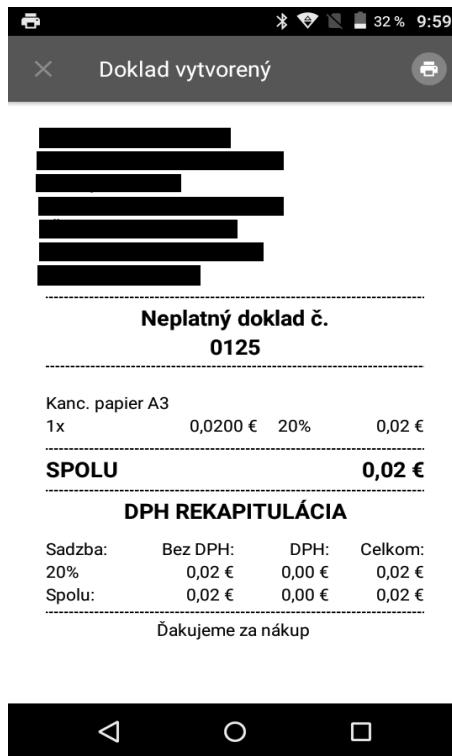 32 % 9:59
Doklad vytvorený
Neplatný doklad č.
0125
Kanc. papier A3
1x 0,0200 € 20% 0,02 €
SPOLU 0,02 €
DPH REKAPITULÁCIA
Sadzba: Bez DPH: DPH: Celkom:
20% 0,02 € 0,00 € 0,02 €
Spolu: 0,02 € 0,00 € 0,02 €
Ďakujeme za nákup